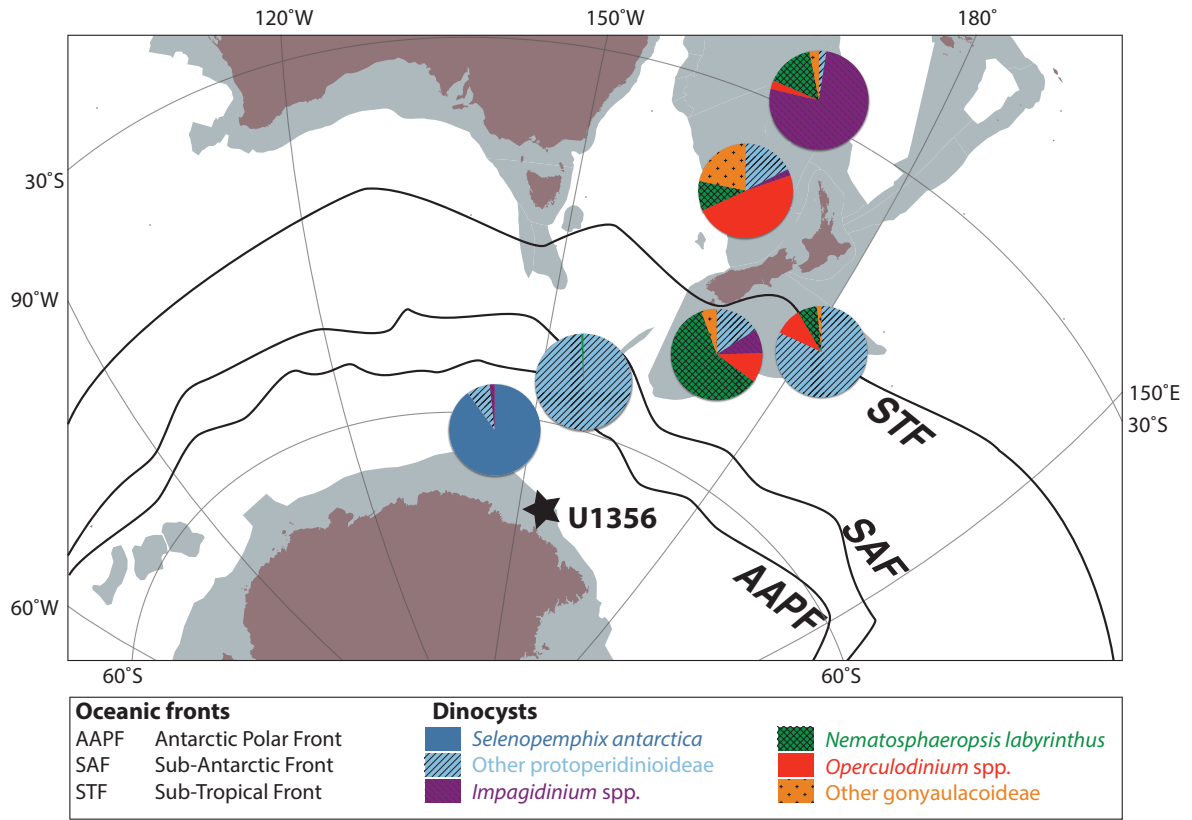 120°W 150°W 180°
30°S
90°W
150°E
30°S
STF
SAF
U1356
AAPF
60°W
60°S 60°S
Oceanic fronts Dinocysts
AAPF Antarctic Polar Front Selenopemphix antarctica Nematosphaeropsis labyrinthus
SAF Sub-Antarctic Front Other protoperidinioideae Operculodinium spp.
STF Sub-Tropical Front Impagidinium spp. Other gonyaulacoideae